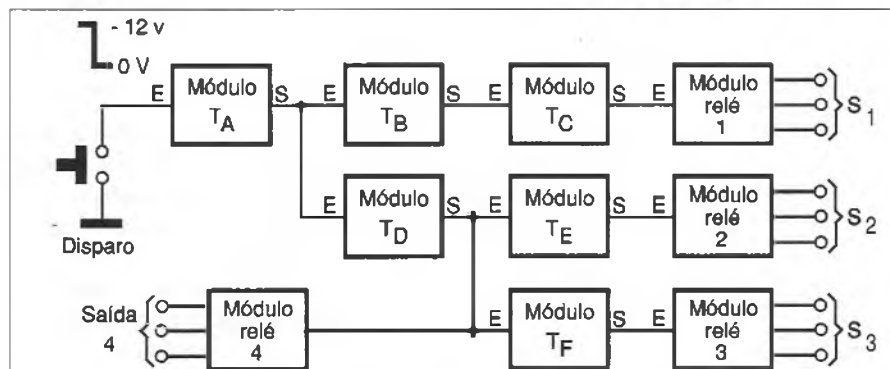 - 12 v
0 V
E Módulo TA S
E Módulo TB S
E Módulo TC S
E Módulo relé 1
S1
Disparo
E Módulo TD S
E Módulo TE S
E Módulo relé 2
S2
Saída 4
Módulo relé 4
E Módulo TF S
E Módulo relé 3
S3